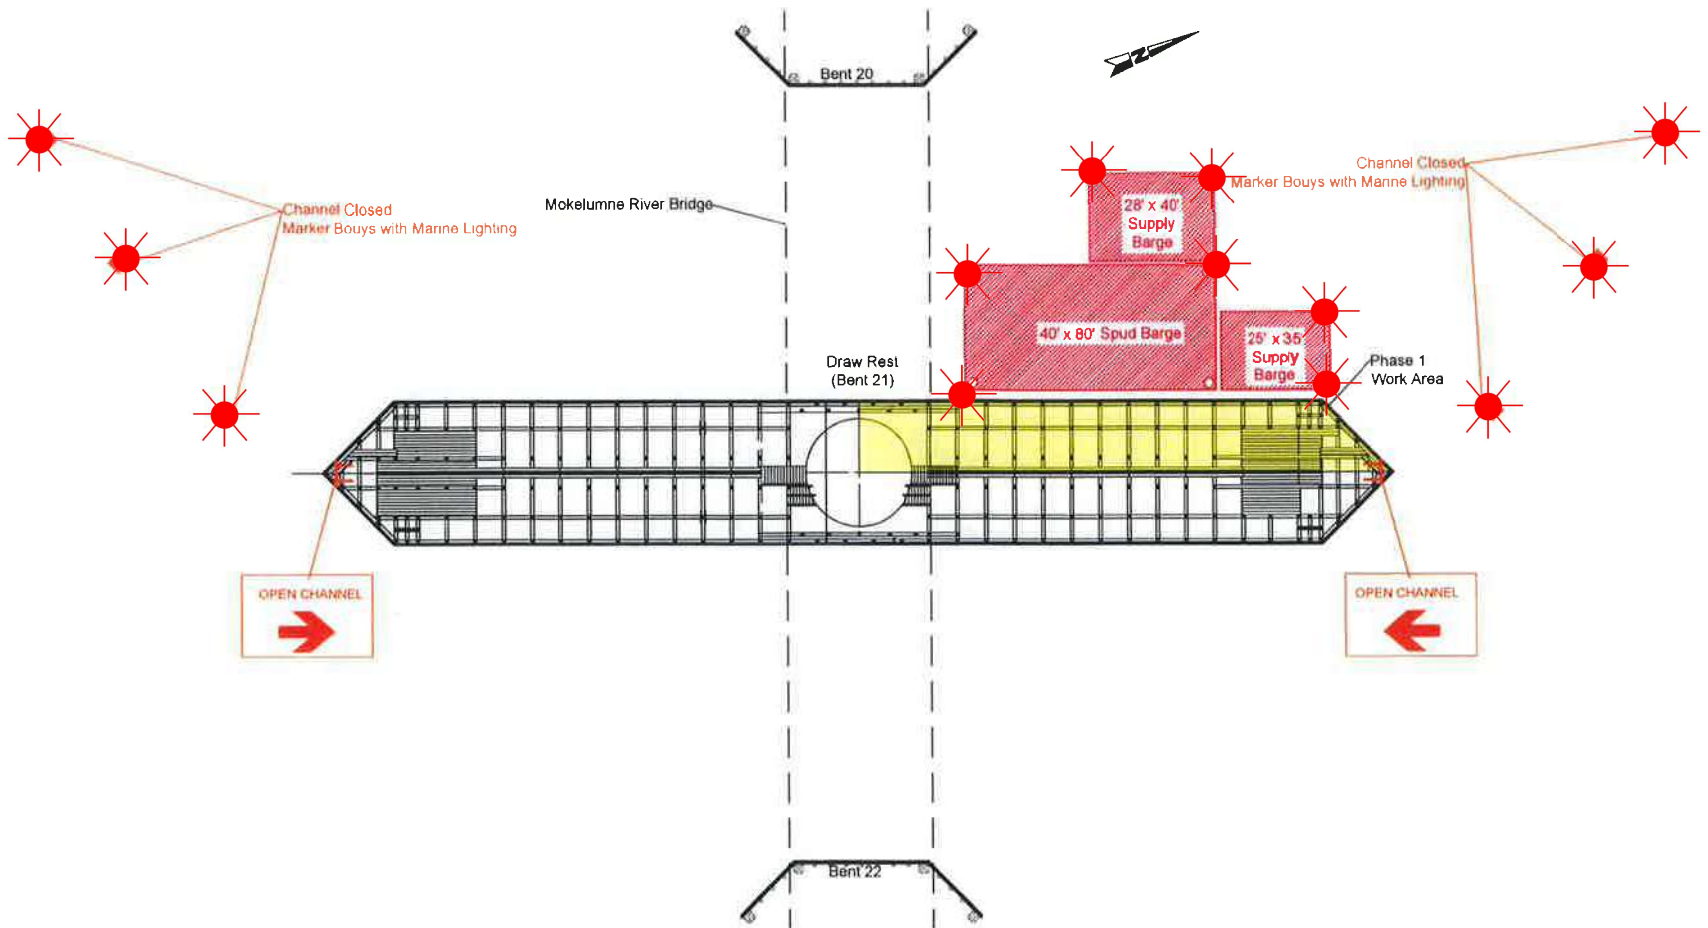 Bent 20
N
Channel Closed
Marker Bouys with Marine Lighting
Mokelumne River Bridge
Channel Closed
Marker Bouys with Marine Lighting
28' x 40'
Supply
Barge
40' x 80' Spud Barge
25' x 35'
Supply
Barge
Draw Rest
(Bent 21)
Phase 1
Work Area
OPEN CHANNEL
OPEN CHANNEL
Bent 22